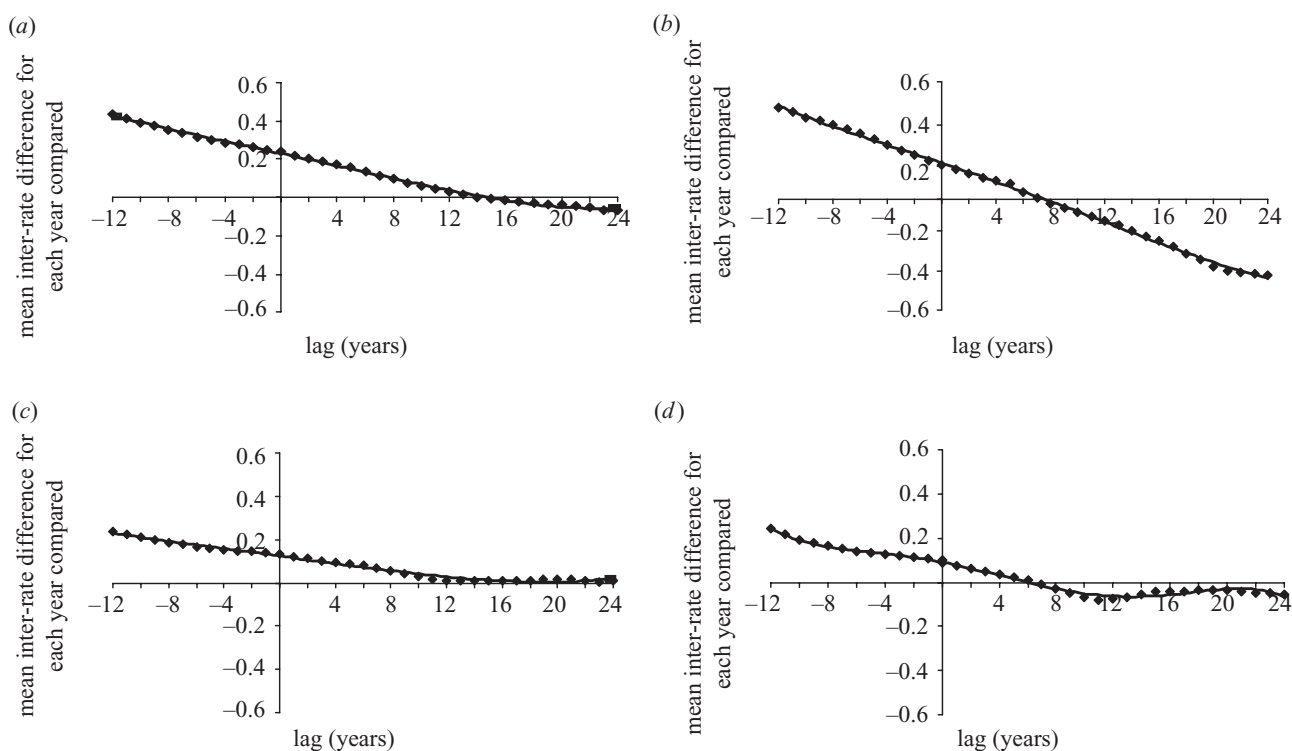 (a)
mean inter-rate difference for
each year compared
0.6
0.4
0.2
−12 −8 −4 4 8 12 16 20 24
−0.2
−0.4
−0.6
lag (years)
(b)
mean inter-rate difference for
each year compared
0.6
0.4
0.2
−12 −8 −4 4 8 12 16 20 24
−0.2
−0.4
−0.6
lag (years)
(c)
mean inter-rate difference for
each year compared
0.6
0.4
0.2
−12 −8 −4 4 8 12 16 20 24
−0.2
−0.4
−0.6
lag (years)
(d)
mean inter-rate difference for
each year compared
0.6
0.4
0.2
−12 −8 −4 4 8 12 16 20 24
−0.2
−0.4
−0.6
lag (years)